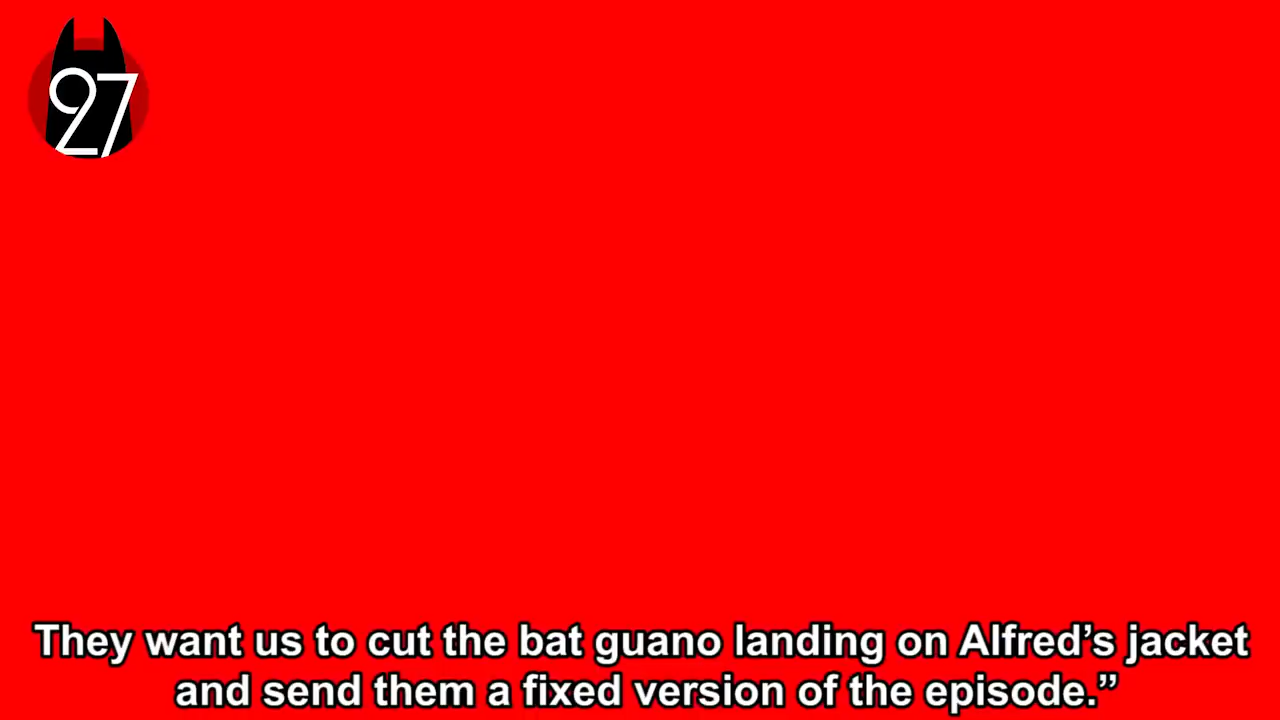 97
They want us to cut the bat guano landing on Alfred’s jacket
and send them a fixed version of the episode.”